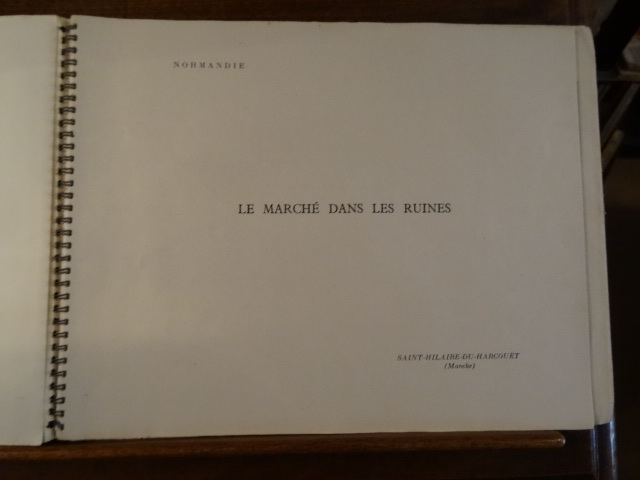 NORMANDIE
LE MARCHÉ DANS LES RUINES
SAINT-HILAIRE-DU-HARCOUËT
(Manche)